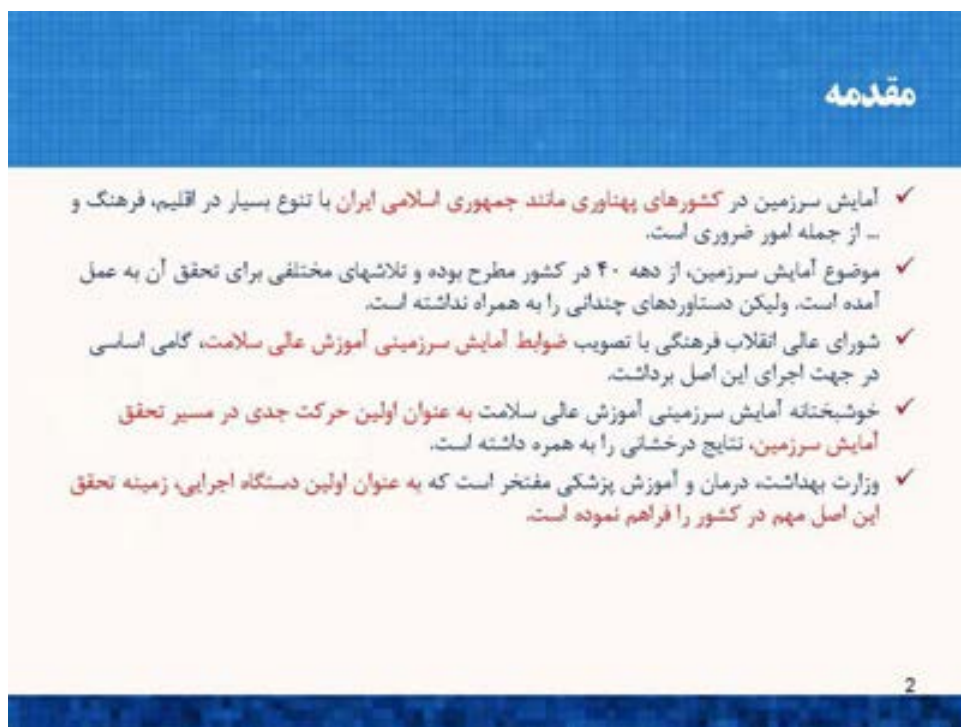 مقدمه
✓ آمایش سرزمین در کشورهای پهناوری مانند جمهوری اسلامی ایران با تنوع بسیار در اقلیم، فرهنگ و
... از جمله امور ضروری است.
✓ موضوع آمایش سرزمین، از دهه ۴۰ در کشور مطرح بوده و تلاشهای مختلفی برای تحقق آن به عمل
آمده است. ولیکن دستاوردهای چندانی را به همراه نداشته است.
✓ شورای عالی انقلاب فرهنگی با تصویب ضوابط آمایش سرزمینی آموزش عالی سلامت، گامی اساسی
در جهت اجرای این اصل برداشت.
✓ خوشبختانه آمایش سرزمینی آموزش عالی سلامت به عنوان اولین حرکت جدی در مسیر تحقق
آمایش سرزمین، نتایج درخشانی را به همره داشته است.
✓ وزارت بهداشت، درمان و آموزش پزشکی مفتخر است که به عنوان اولین دستگاه اجرایی، زمینه تحقق
این اصل مهم در کشور را فراهم نموده است.
2